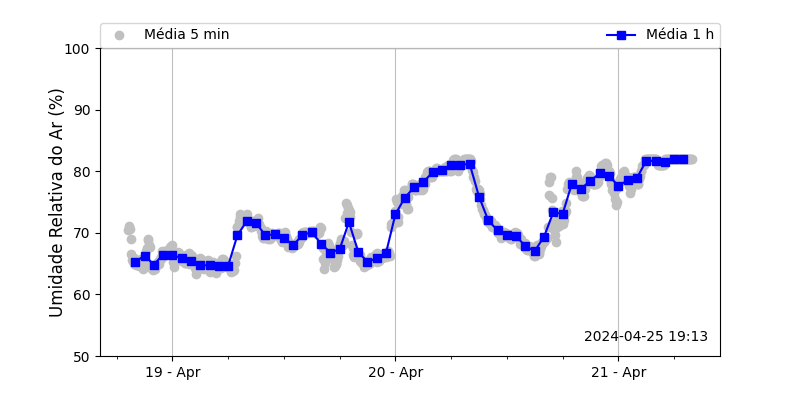 Média 5 min
Média 1 h
Umidade Relativa do Ar (%)
100
90
80
70
60
50
2024-04-25 19:13
19 - Apr
20 - Apr
21 - Apr